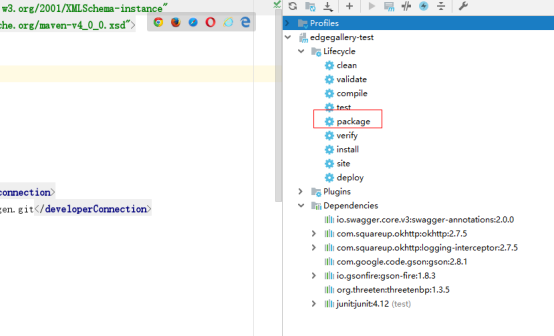 w3.org/2001/XMLSchema-instance"
che.org/maven-v4_0_0.xsd">
connection>
gen.git</developerConnection>
Profiles
edgegallery-test
Lifecycle
clean
validate
compile
test
package
verify
install
site
deploy
Plugins
Dependencies
io.swagger.core.v3:swagger-annotations:2.0.0
com.squareup.okhttp:okhttp:2.7.5
com.squareup.okhttp:logging-interceptor:2.7.5
com.google.code.gson:gson:2.8.1
io.gsonfire:gson-fire:1.8.3
org.threeten:threetenbp:1.3.5
junit:junit:4.12 (test)